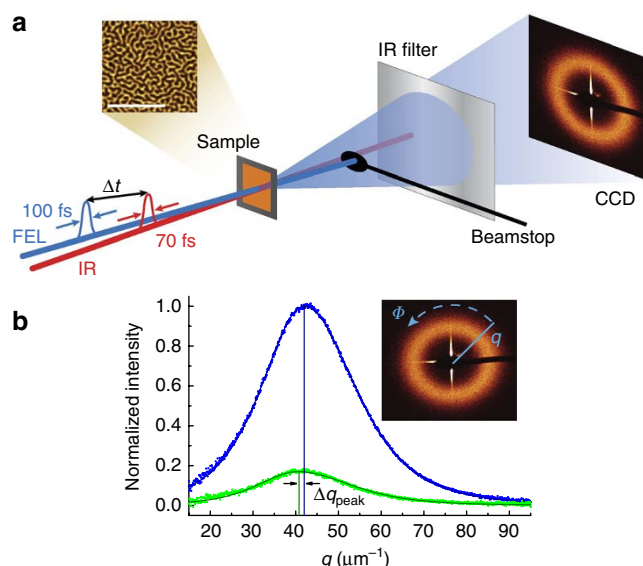 a
IR filter
Sample
Δt
100 fs
FEL
70 fs
IR
CCD
Beamstop
b
Normalized intensity
1.0
0.8
0.6
0.4
0.2
0.0
Φ
q
Δq_peak
20 30 40 50 60 70 80 90
q (μm⁻¹)